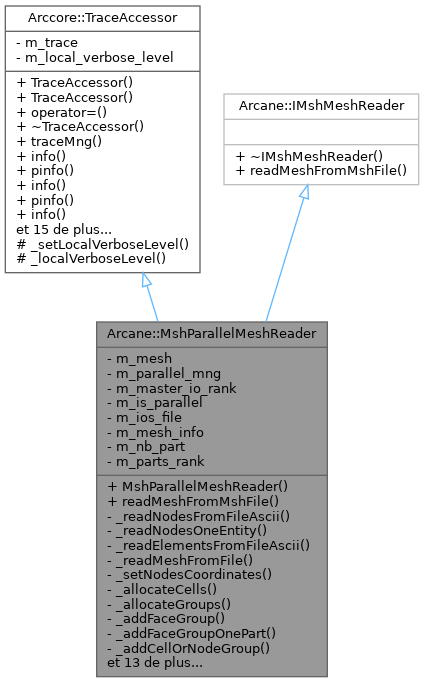 Arccore::TraceAccessor
- m_trace
- m_local_verbose_level
+ TraceAccessor()
+ TraceAccessor()
+ operator=()
+ ~TraceAccessor()
+ traceMng()
+ info()
+ pinfo()
+ info()
+ pinfo()
+ info()
et 15 de plus...
# _setLocalVerboseLevel()
# _localVerboseLevel()
Arcane::IMshMeshReader
+ ~IMshMeshReader()
+ readMeshFromMshFile()
Arcane::MshParallelMeshReader
- m_mesh
- m_parallel_mng
- m_master_io_rank
- m_is_parallel
- m_ios_file
- m_mesh_info
- m_nb_part
- m_parts_rank
+ MshParallelMeshReader()
+ readMeshFromMshFile()
- _readNodesFromFileAscii()
- _readNodesOneEntity()
- _readElementsFromFileAscii()
- _readMeshFromFile()
- _setNodesCoordinates()
- _allocateCells()
- _allocateGroups()
- _addFaceGroup()
- _addFaceGroupOnePart()
- _addCellOrNodeGroup()
et 13 de plus...